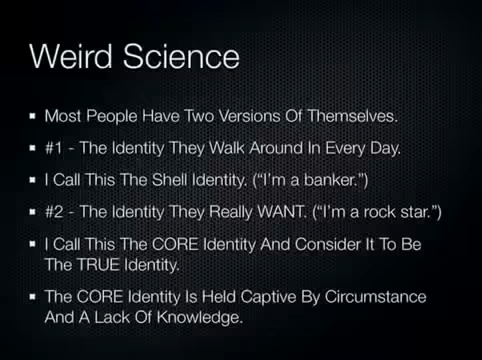 Weird Science
Most People Have Two Versions Of Themselves.
#1 - The Identity They Walk Around In Every Day.
I Call This The Shell Identity. (“I’m a banker.”)
#2 - The Identity They Really WANT. (“I’m a rock star.”)
I Call This The CORE Identity And Consider It To Be
The TRUE Identity.
The CORE Identity Is Held Captive By Circumstance
And A Lack Of Knowledge.